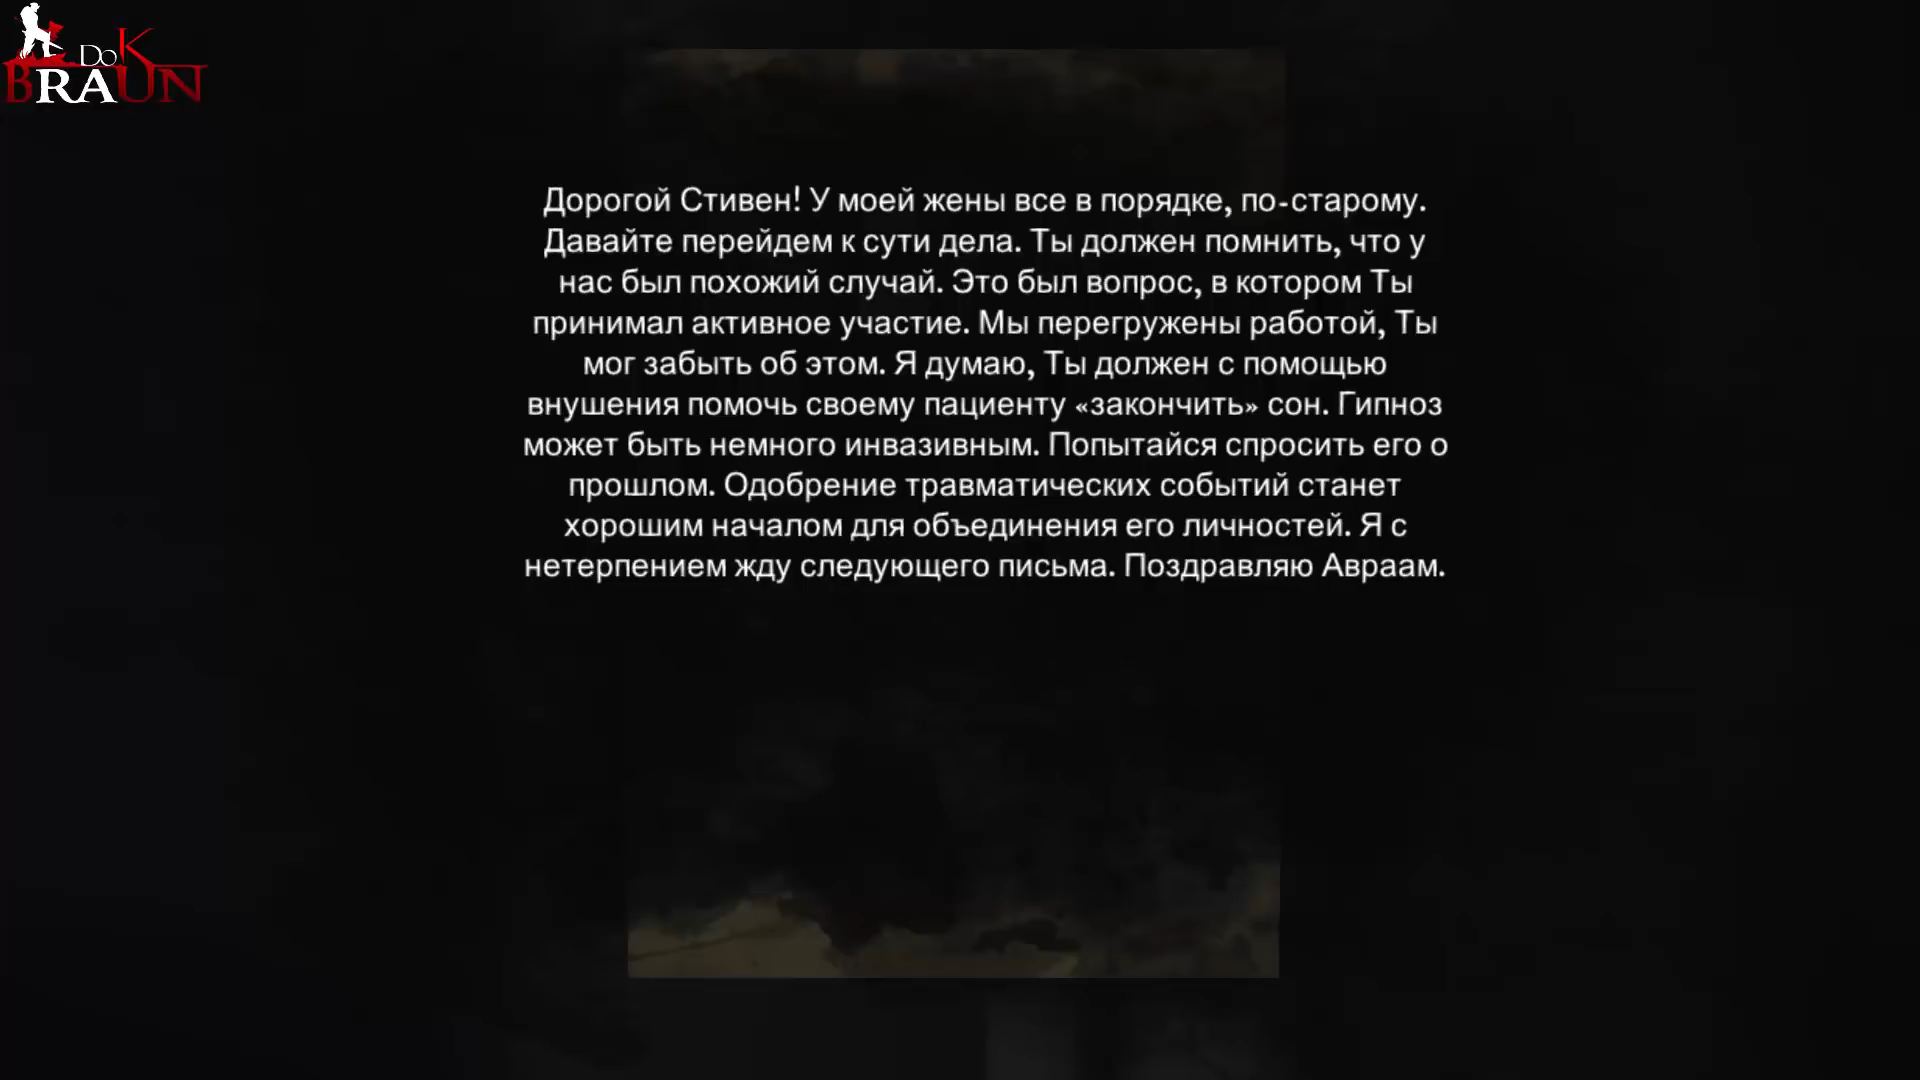 DoK
BRAUN
Дорогой Стивен! У моей жены все в порядке, по-старому.
Давайте перейдем к сути дела. Ты должен помнить, что у
нас был похожий случай. Это был вопрос, в котором Ты
принимал активное участие. Мы перегружены работой, Ты
мог забыть об этом. Я думаю, Ты должен с помощью
внушения помочь своему пациенту «закончить» сон. Гипноз
может быть немного инвазивным. Попытайся спросить его о
прошлом. Одобрение травматических событий станет
хорошим началом для объединения его личностей. Я с
нетерпением жду следующего письма. Поздравляю Авраам.